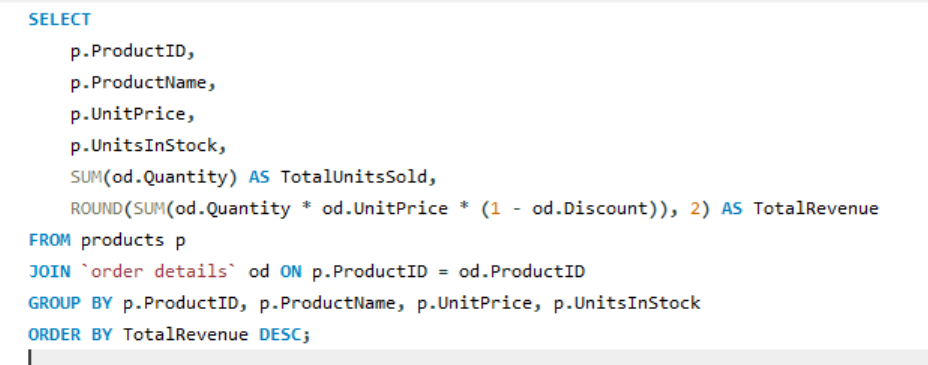 SELECT
    p.ProductID,
    p.ProductName,
    p.UnitPrice,
    p.UnitsInStock,
    SUM(od.Quantity) AS TotalUnitsSold,
    ROUND(SUM(od.Quantity * od.UnitPrice * (1 - od.Discount)), 2) AS TotalRevenue
FROM products p
JOIN `order details` od ON p.ProductID = od.ProductID
GROUP BY p.ProductID, p.ProductName, p.UnitPrice, p.UnitsInStock
ORDER BY TotalRevenue DESC;